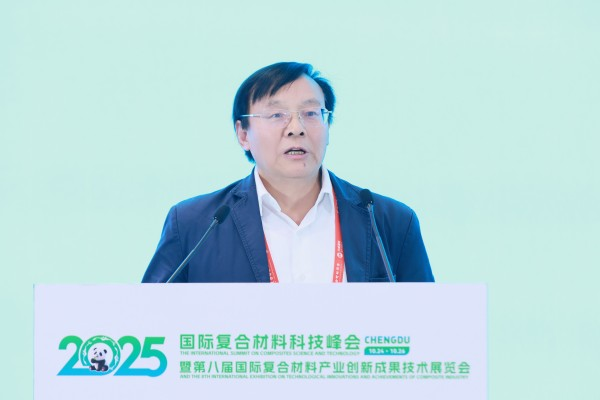 2025
国际复合材料科技峰会
CHENGDU
THE INTERNATIONAL SUMMIT ON COMPOSITES SCIENCE AND TECHNOLOGY
10.24 - 10.26
暨第八届国际复合材料产业创新成果技术展览会
AND THE 8TH INTERNATIONAL EXHIBITION ON TECHNOLOGICAL INNOVATIONS AND ACHIEVEMENTS OF COMPOSITE INDUSTRY